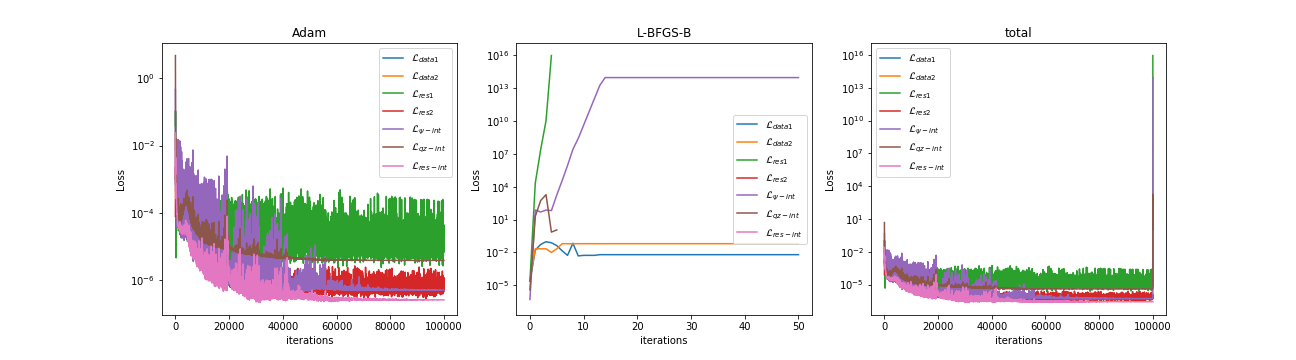 Adam
Loss
10⁰
10⁻²
10⁻⁴
10⁻⁶
0 20000 40000 60000 80000 100000
iterations
ℒdata1
ℒdata2
ℒres1
ℒres2
ℒψ−int
ℒqz−int
ℒres−int
L-BFGS-B
Loss
10¹⁶
10¹³
10¹⁰
10⁷
10⁴
10¹
10⁻²
10⁻⁵
0 10 20 30 40 50
iterations
ℒdata1
ℒdata2
ℒres1
ℒres2
ℒψ−int
ℒqz−int
ℒres−int
total
Loss
10¹⁶
10¹³
10¹⁰
10⁷
10⁴
10¹
10⁻²
10⁻⁵
0 20000 40000 60000 80000 100000
iterations
ℒdata1
ℒdata2
ℒres1
ℒres2
ℒψ−int
ℒqz−int
ℒres−int